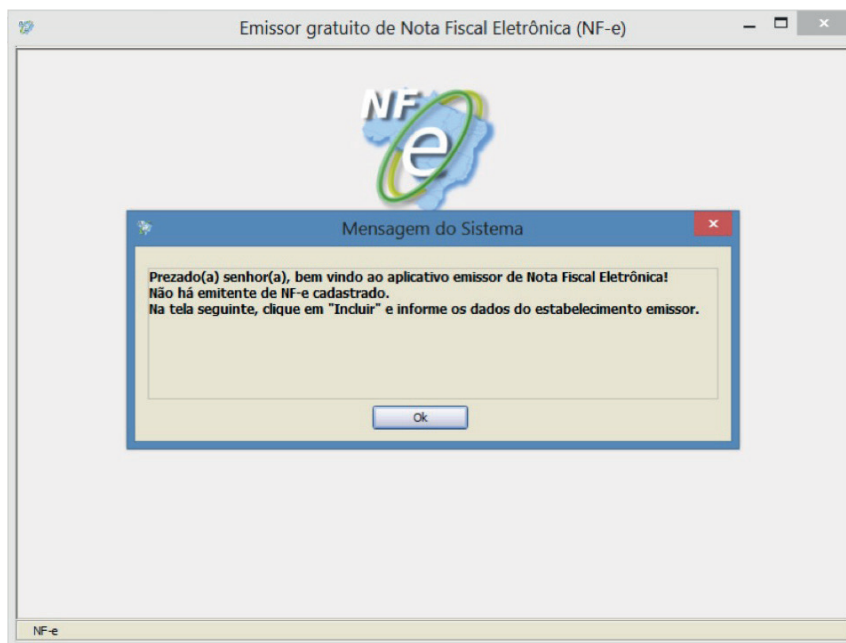 Emissor gratuito de Nota Fiscal Eletrônica (NF-e)
NF
e
Mensagem do Sistema
Prezado(a) senhor(a), bem vindo ao aplicativo emissor de Nota Fiscal Eletrônica!
Não há emitente de NF-e cadastrado.
Na tela seguinte, clique em "Incluir" e informe os dados do estabelecimento emissor.
Ok
NF-e